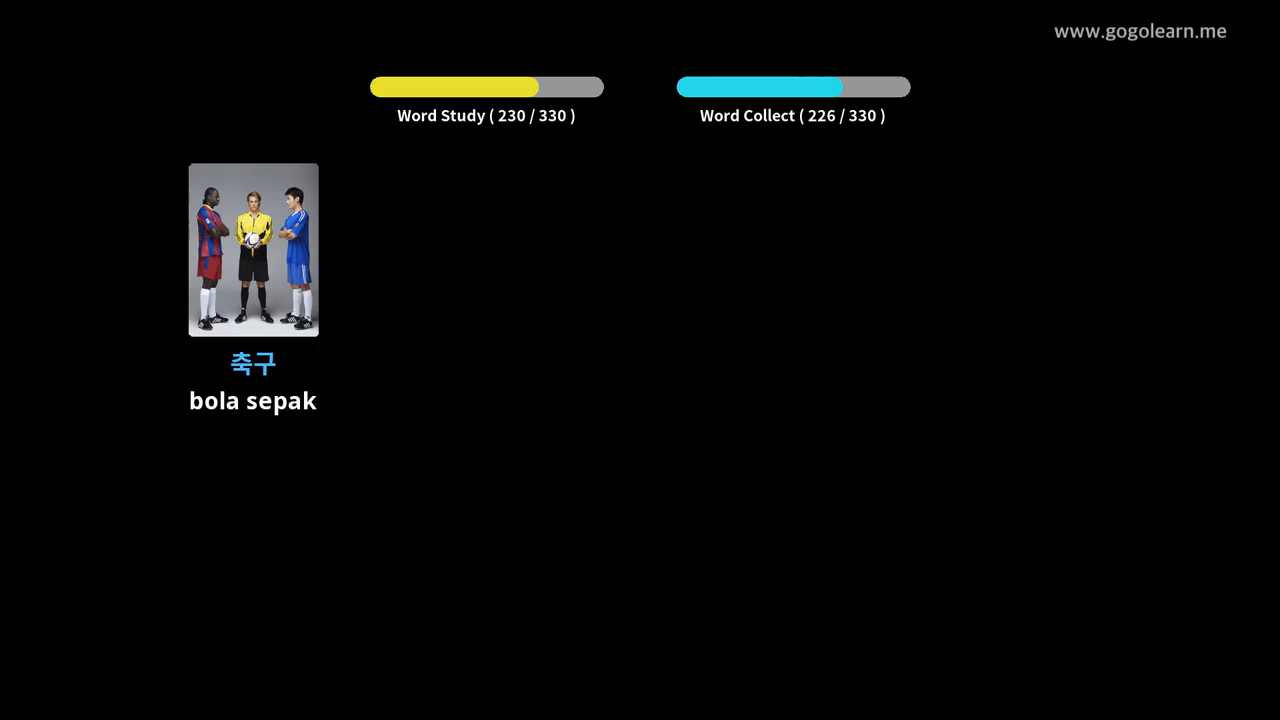 www.gogolearn.me
Word Study ( 230 / 330 )
Word Collect ( 226 / 330 )
축구
bola sepak